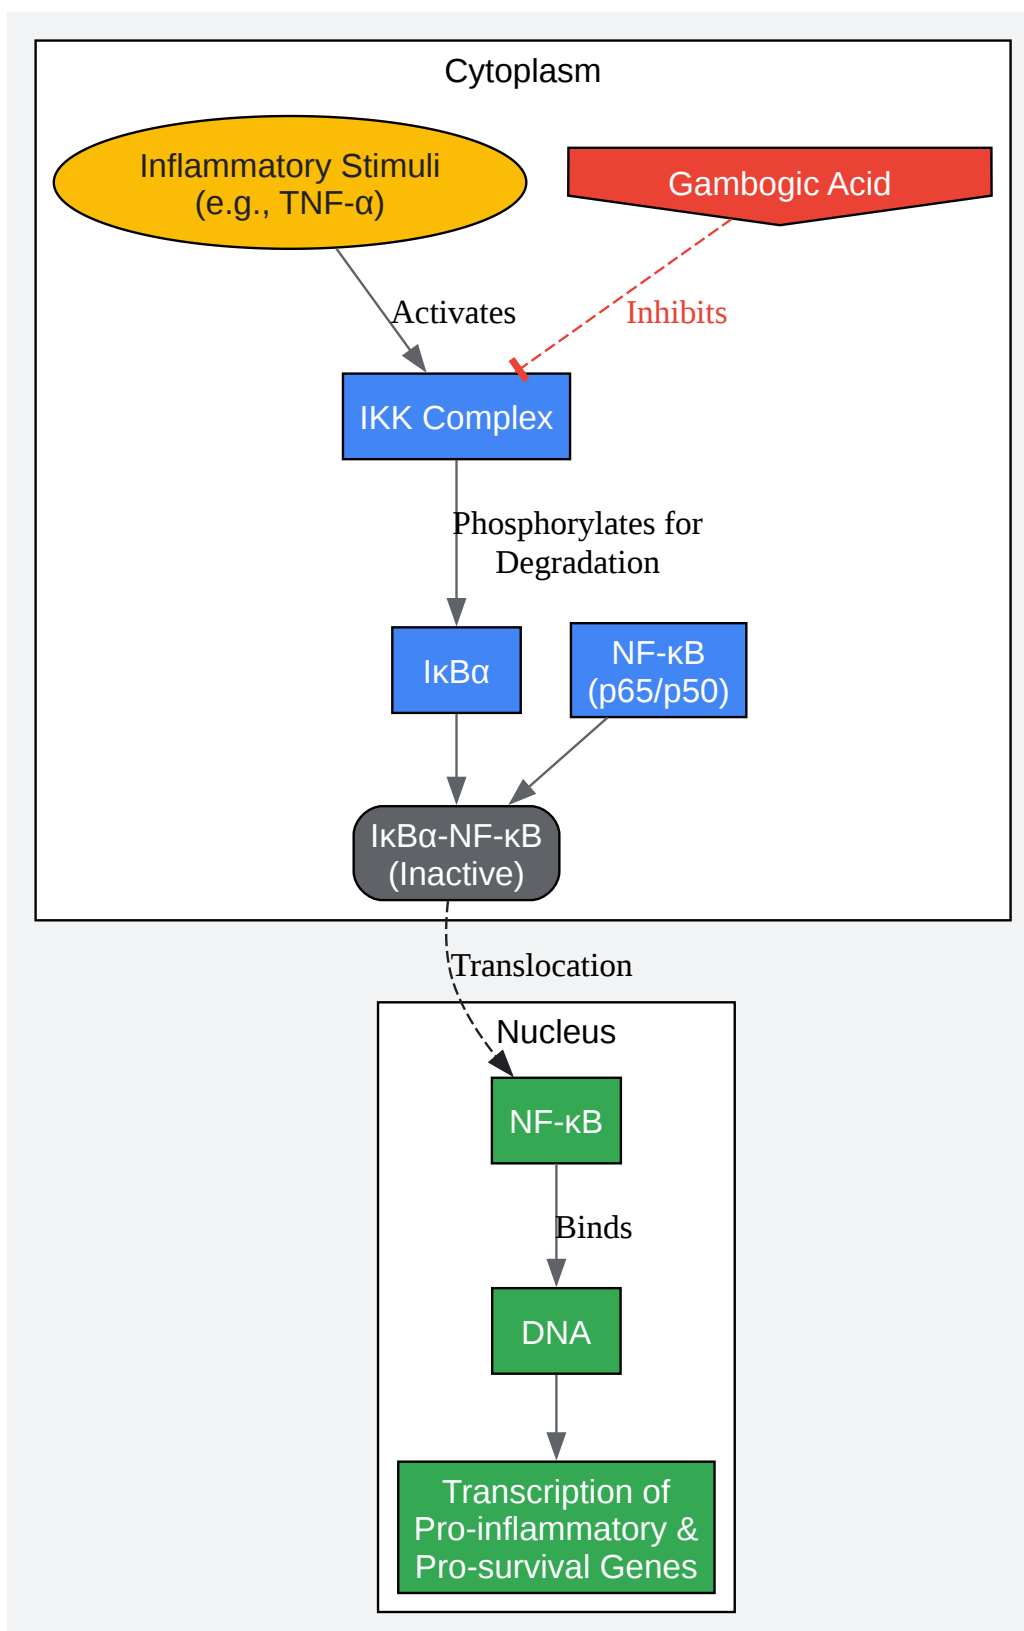 Cytoplasm
Inflammatory Stimuli
(e.g., TNF-α)
Gambogic Acid
Activates
Inhibits
IKK Complex
Phosphorylates for
Degradation
IκBα
NF-κB
(p65/p50)
IκBα-NF-κB
(Inactive)
Translocation
Nucleus
NF-κB
Binds
DNA
Transcription of
Pro-inflammatory &
Pro-survival Genes